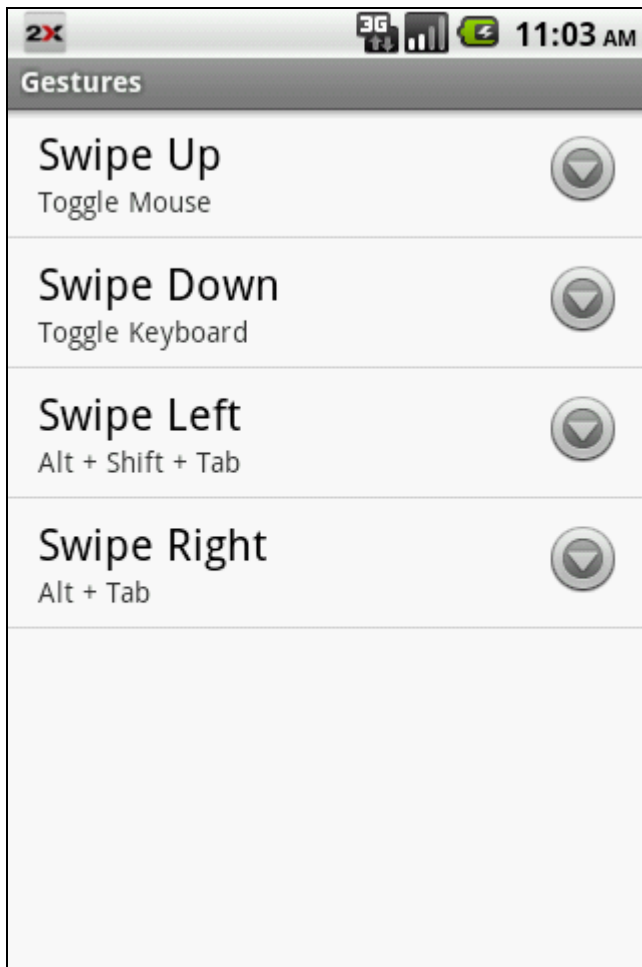 2X 3G 11:03 AM
Gestures
Swipe Up
Toggle Mouse
Swipe Down
Toggle Keyboard
Swipe Left
Alt + Shift + Tab
Swipe Right
Alt + Tab